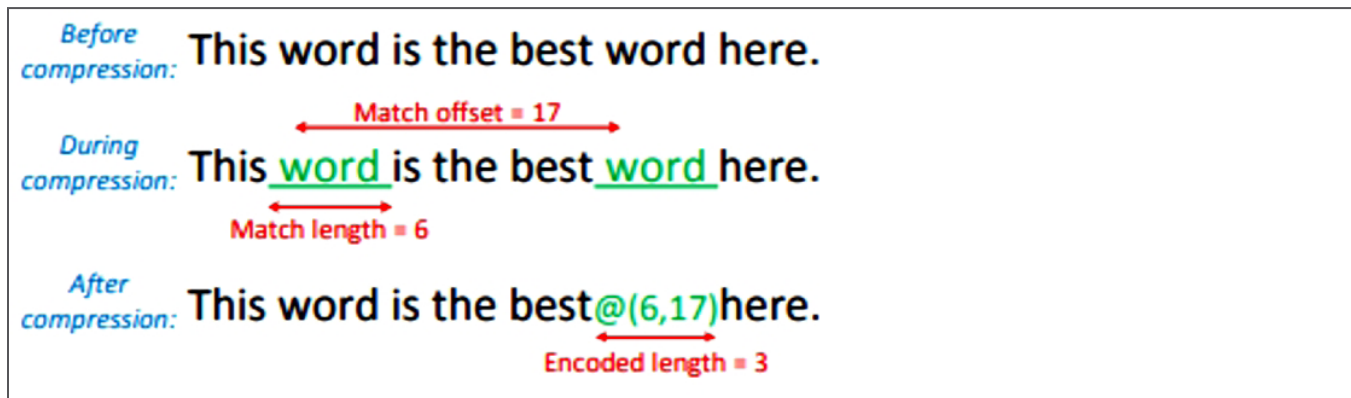 Before compression: This word is the best word here.
Match offset = 17
During compression: This word is the best word here.
Match length = 6
After compression: This word is the best@(6,17)here.
Encoded length = 3